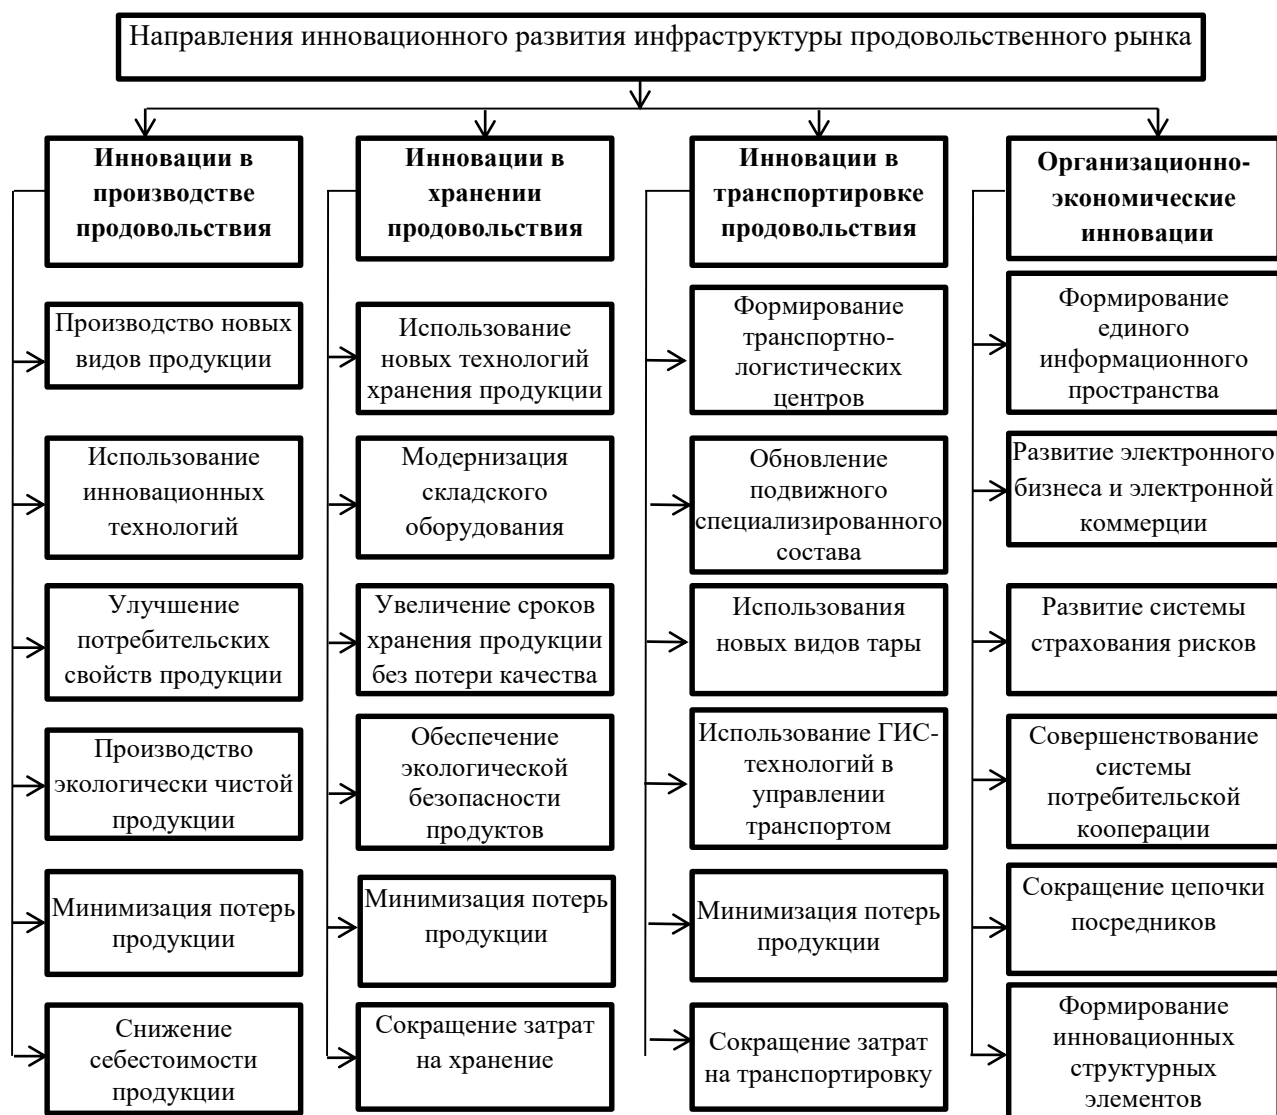 Направления инновационного развития инфраструктуры продовольственного рынка
Инновации в
производстве
продовольствия
Производство новых
видов продукции
Использование
инновационных
технологий
Улучшение
потребительских
свойств продукции
Производство
экологически чистой
продукции
Минимизация потерь
продукции
Снижение
себестоимости
продукции
Инновации в
хранении
продовольствия
Использование
новых технологий
хранения продукции
Модернизация
складского
оборудования
Увеличение сроков
хранения продукции
без потери качества
Обеспечение
экологической
безопасности
продуктов
Минимизация потерь
продукции
Сокращение затрат
на хранение
Инновации в
транспортировке
продовольствия
Формирование
транспортно-
логистических
центров
Обновление
подвижного
специализированного
состава
Использования
новых видов тары
Использование ГИС-
технологий в
управлении
транспортом
Минимизация потерь
продукции
Сокращение затрат
на транспортировку
Организационно-
экономические
инновации
Формирование
единого
информационного
пространства
Развитие электронного
бизнеса и электронной
коммерции
Развитие системы
страхования рисков
Совершенствование
системы
потребительской
кооперации
Сокращение цепочки
посредников
Формирование
инновационных
структурных
элементов